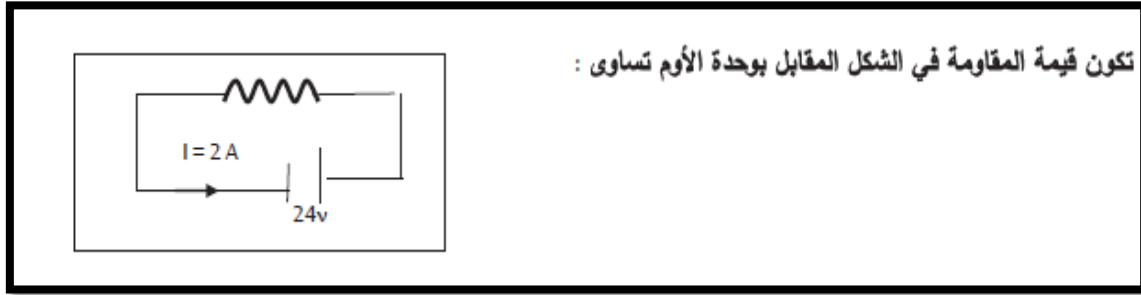 تكون قيمة المقاومة في الشكل المقابل بوحدة الأوم تساوى :
I = 2 A
24v